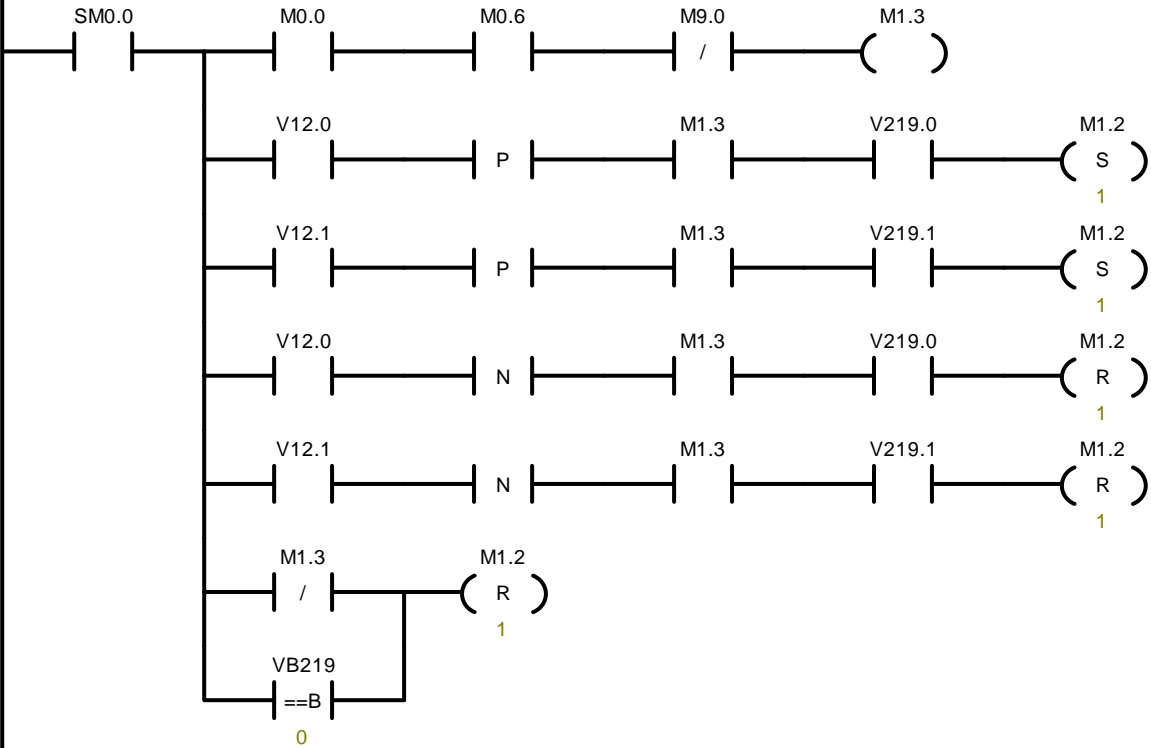 SM0.0 M0.0 M0.6 M9.0 M1.3
/
V12.0 M1.3 V219.0 M1.2
P S
1
V12.1 M1.3 V219.1 M1.2
P S
1
V12.0 M1.3 V219.0 M1.2
N R
1
V12.1 M1.3 V219.1 M1.2
N R
1
M1.3 M1.2
/ R
1
VB219
==B
0